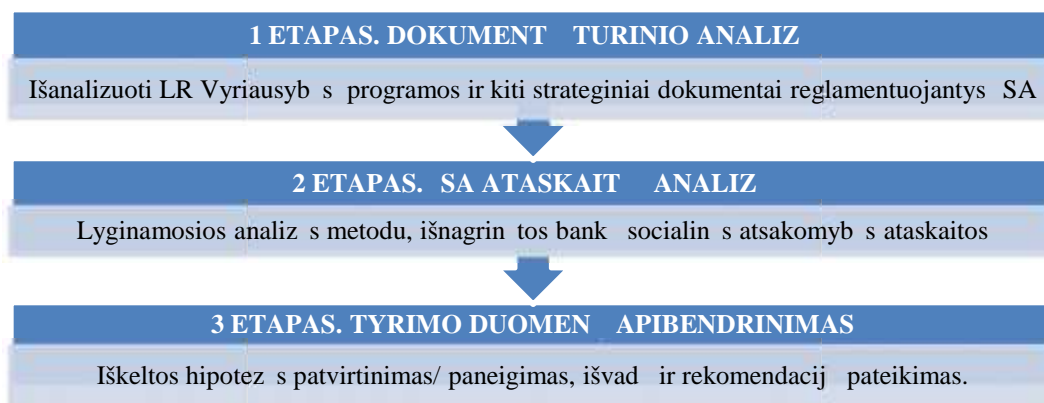 1 ETAPAS. DOKUMENT TURINIO ANALIZ
Išanalizuoti LR Vyriausyb s programos ir kiti strateginiai dokumentai reglamentuojantys SA
2 ETAPAS. SA ATASKAIT ANALIZ
Lyginamosios analiz s metodu, išnagrin tos bank socialin s atsakomyb s ataskaitos
3 ETAPAS. TYRIMO DUOMEN APIBENDRINIMAS
Iškeltos hipotez s patvirtinimas/ paneigimas, išvad ir rekomendacij pateikimas.